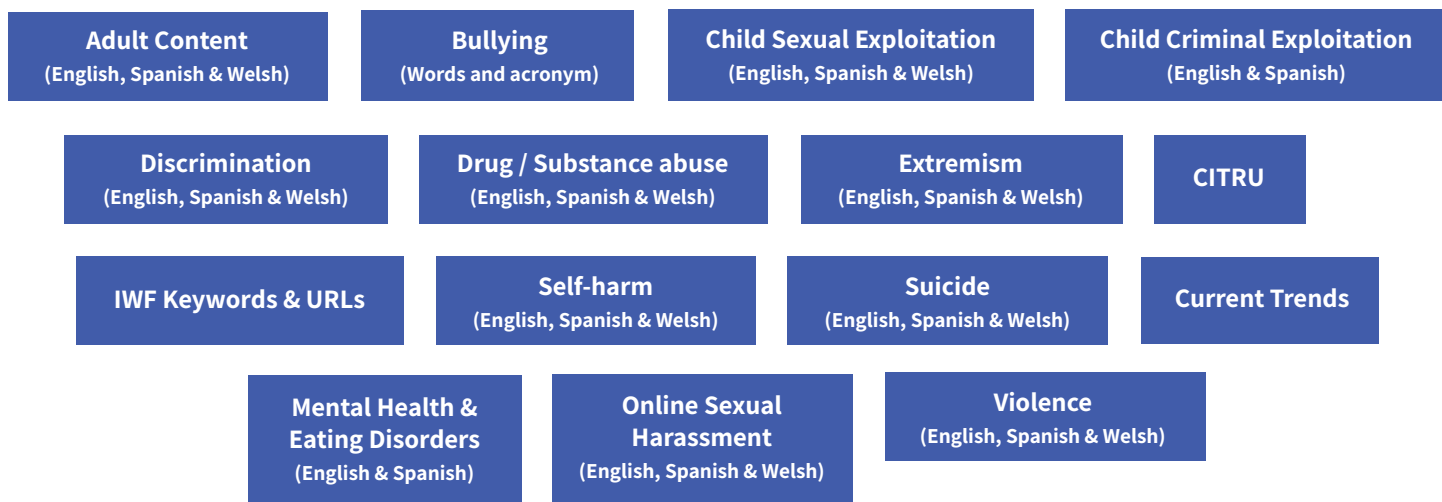 Adult Content
(English, Spanish & Welsh)
Bullying
(Words and acronym)
Child Sexual Exploitation
(English, Spanish & Welsh)
Child Criminal Exploitation
(English & Spanish)
Discrimination
(English, Spanish & Welsh)
Drug / Substance abuse
(English, Spanish & Welsh)
Extremism
(English, Spanish & Welsh)
CITRU
IWF Keywords & URLs
Self-harm
(English, Spanish & Welsh)
Suicide
(English, Spanish & Welsh)
Current Trends
Mental Health &
Eating Disorders
(English & Spanish)
Online Sexual
Harassment
(English, Spanish & Welsh)
Violence
(English, Spanish & Welsh)